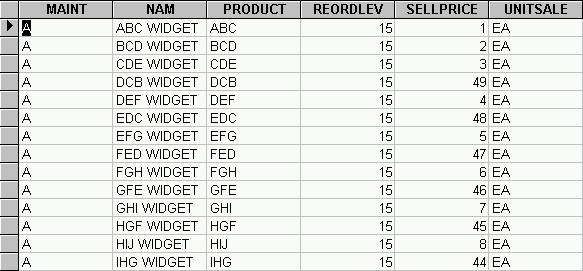 MAINT NAM PRODUCT REORDLEV SELLPRICE UNITSALE
A ABC WIDGET ABC 15 1 EA
A BCD WIDGET BCD 15 2 EA
A CDE WIDGET CDE 15 3 EA
A DCB WIDGET DCB 15 49 EA
A DEF WIDGET DEF 15 4 EA
A EDC WIDGET EDC 15 48 EA
A EFG WIDGET EFG 15 5 EA
A FED WIDGET FED 15 47 EA
A FGH WIDGET FGH 15 6 EA
A GFE WIDGET GFE 15 46 EA
A GHI WIDGET GHI 15 7 EA
A HGF WIDGET HGF 15 45 EA
A HIJ WIDGET HIJ 15 8 EA
A IHG WIDGET IHG 15 44 EA